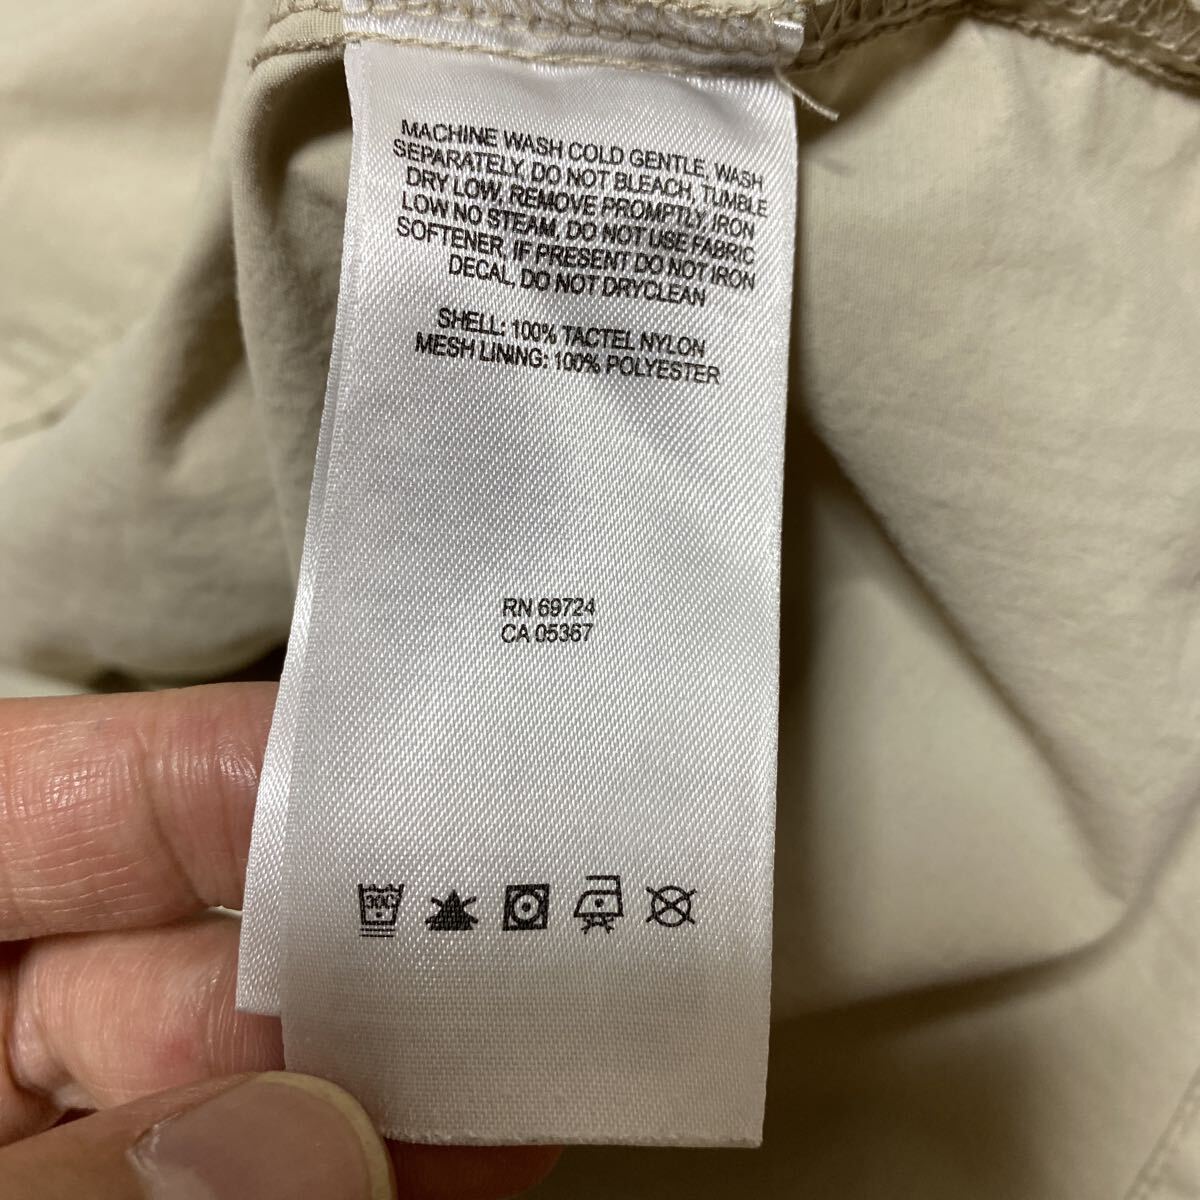 MACHINE WASH COLD GENTLE, WASH
SEPARATELY, DO NOT BLEACH, TUMBLE
DRY LOW, REMOVE PROMPTLY, IRON
LOW NO STEAM, DO NOT USE FABRIC
SOFTENER, IF PRESENT DO NOT IRON
DECAL, DO NOT DRYCLEAN
SHELL: 100% TACTEL NYLON
MESH LINING: 100% POLYESTER
RN 69724
CA 05367
30C